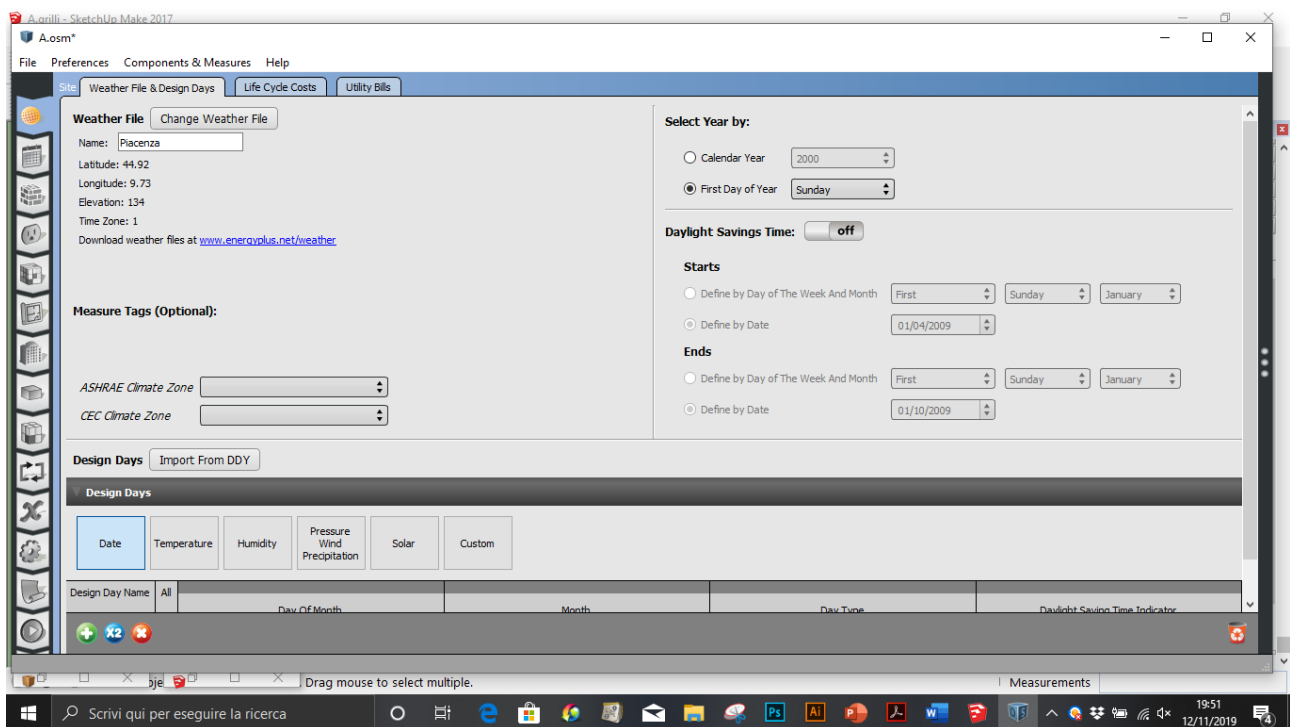 A.grilli - SketchUp Make 2017
A.osm*
File Preferences Components & Measures Help
Site Weather File & Design Days Life Cycle Costs Utility Bills
Weather File Change Weather File
Name: Piacenza
Latitude: 44.92
Longitude: 9.73
Elevation: 134
Time Zone: 1
Download weather files at www.energyplus.net/weather
Measure Tags (Optional):
ASHRAE Climate Zone
CEC Climate Zone
Select Year by:
Calendar Year 2000
First Day of Year Sunday
Daylight Savings Time: off
Starts
Define by Day of The Week And Month First Sunday January
Define by Date 01/04/2009
Ends
Define by Day of The Week And Month First Sunday January
Define by Date 01/10/2009
Design Days Import From DDY
Design Days
Date Temperature Humidity Pressure Wind Precipitation Solar Custom
Design Day Name All Day Of Month Month Day Type Daylight Saving Time Indicator
X2
bje Drag mouse to select multiple. Measurements
Scrivi qui per eseguire la ricerca
Ps Ai
19:51
12/11/2019
4